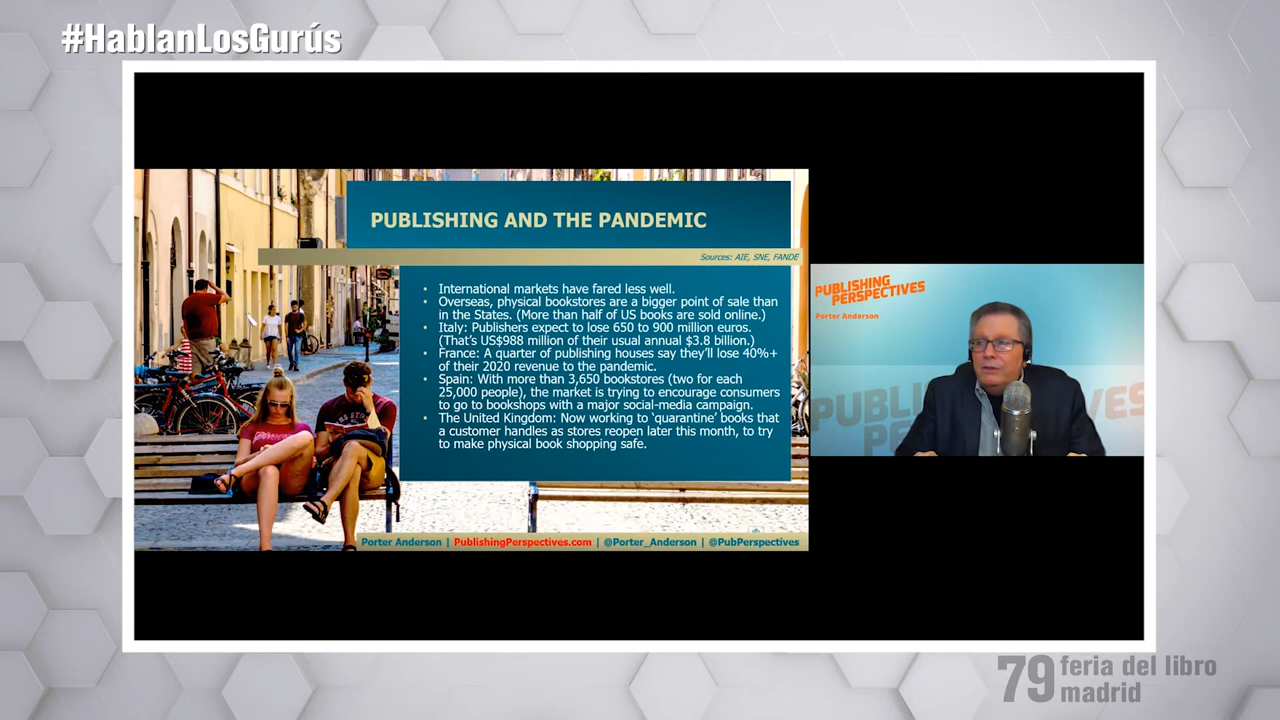 #HablanLosGurús
PUBLISHING AND THE PANDEMIC
Sources: AIE, SNE, FANDE
• International markets have fared less well.
• Overseas, physical bookstores are a bigger point of sale than
in the States. (More than half of US books are sold online.)
• Italy: Publishers expect to lose 650 to 900 million euros.
(That's US$988 million of their usual annual $3.8 billion.)
• France: A quarter of publishing houses say they'll lose 40%+
of their 2020 revenue to the pandemic.
• Spain: With more than 3,650 bookstores (two for each
25,000 people), the market is trying to encourage consumers
to go to bookshops with a major social-media campaign.
• The United Kingdom: Now working to 'quarantine' books that
a customer handles as stores reopen later this month, to try
to make physical book shopping safe.
Porter Anderson | PublishingPerspectives.com | @Porter_Anderson | @PubPerspectives
PUBLISHING
PERSPECTIVES
Porter Anderson
79 feria del libro
madrid